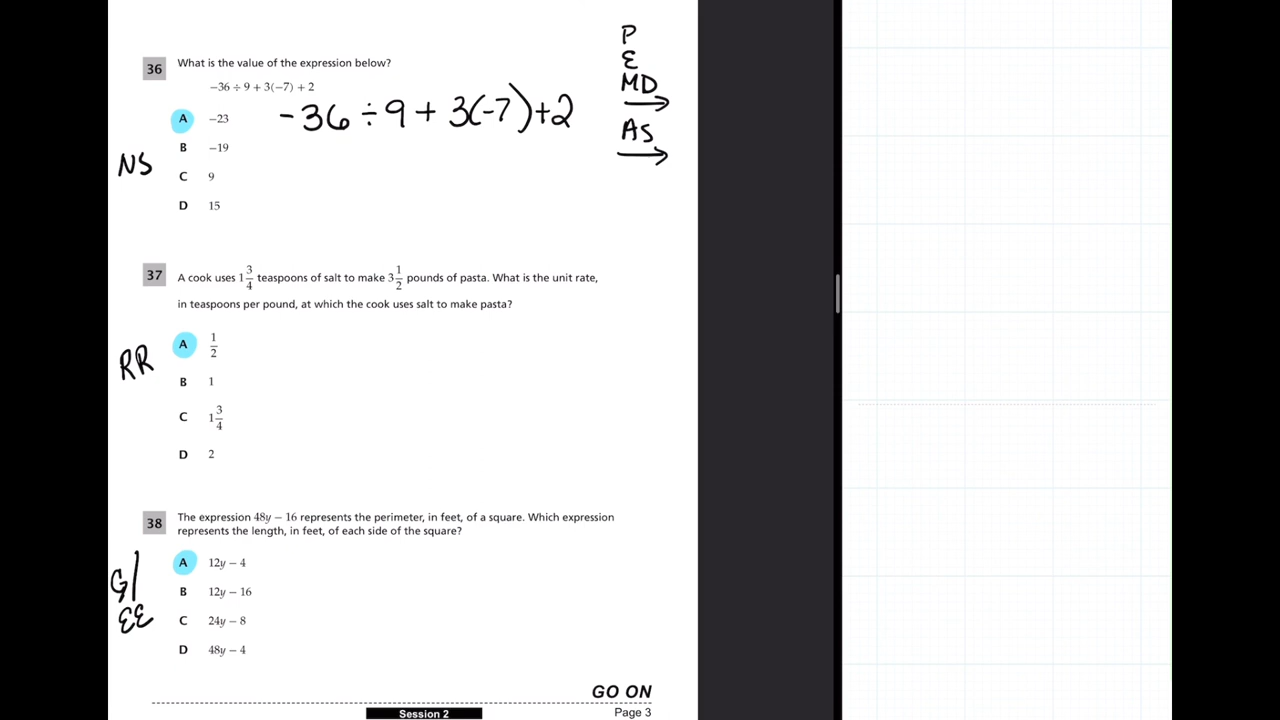 36 What is the value of the expression below?
−36 ÷ 9 + 3(−7) + 2
A −23
B −19
C 9
D 15
-36 ÷ 9 + 3(-7) + 2
P
E
MD
AS
NS
37 A cook uses 1 3/4 teaspoons of salt to make 3 1/2 pounds of pasta. What is the unit rate,
in teaspoons per pound, at which the cook uses salt to make pasta?
A 1/2
B 1
C 1 3/4
D 2
RR
38 The expression 48y − 16 represents the perimeter, in feet, of a square. Which expression
represents the length, in feet, of each side of the square?
A 12y − 4
B 12y − 16
C 24y − 8
D 48y − 4
G/
EE
GO ON
Session 2
Page 3